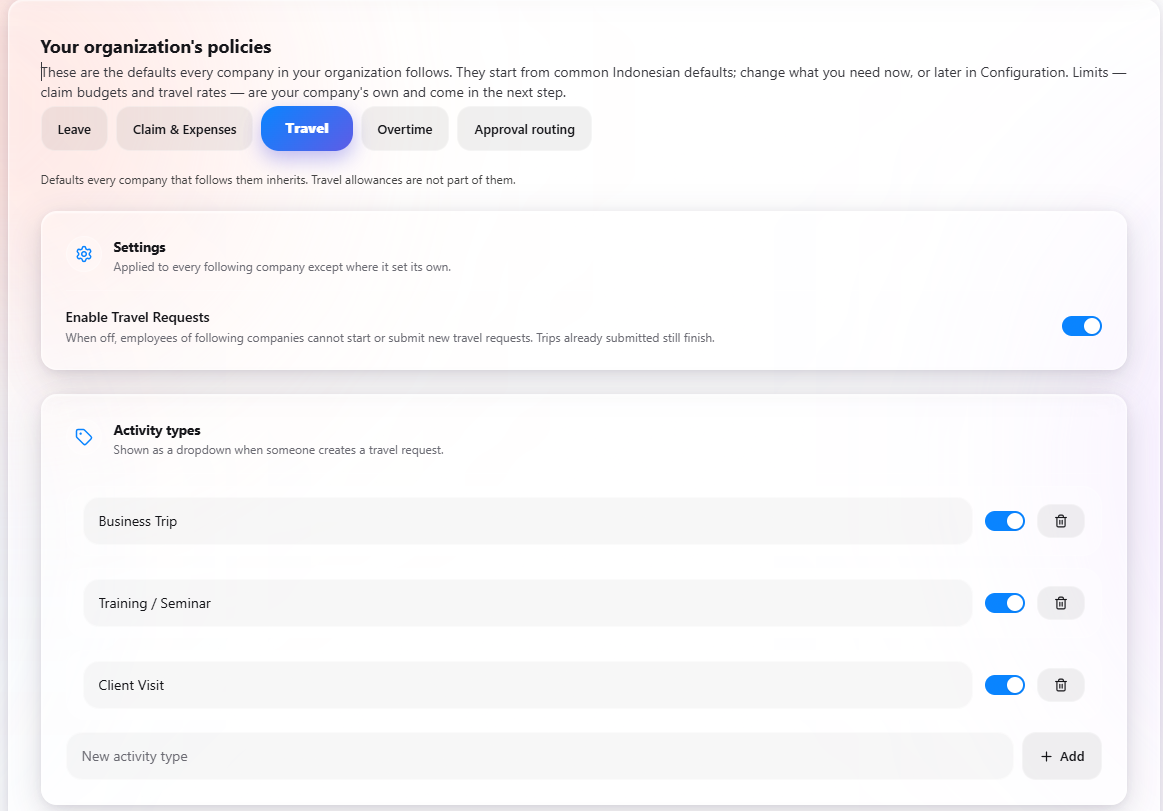 Your organization's policies
These are the defaults every company in your organization follows. They start from common Indonesian defaults; change what you need now, or later in Configuration. Limits —
claim budgets and travel rates — are your company's own and come in the next step.
Leave
Claim & Expenses
Travel
Overtime
Approval routing
Defaults every company that follows them inherits. Travel allowances are not part of them.
Settings
Applied to every following company except where it set its own.
Enable Travel Requests
When off, employees of following companies cannot start or submit new travel requests. Trips already submitted still finish.
Activity types
Shown as a dropdown when someone creates a travel request.
Business Trip
Training / Seminar
Client Visit
New activity type
+ Add